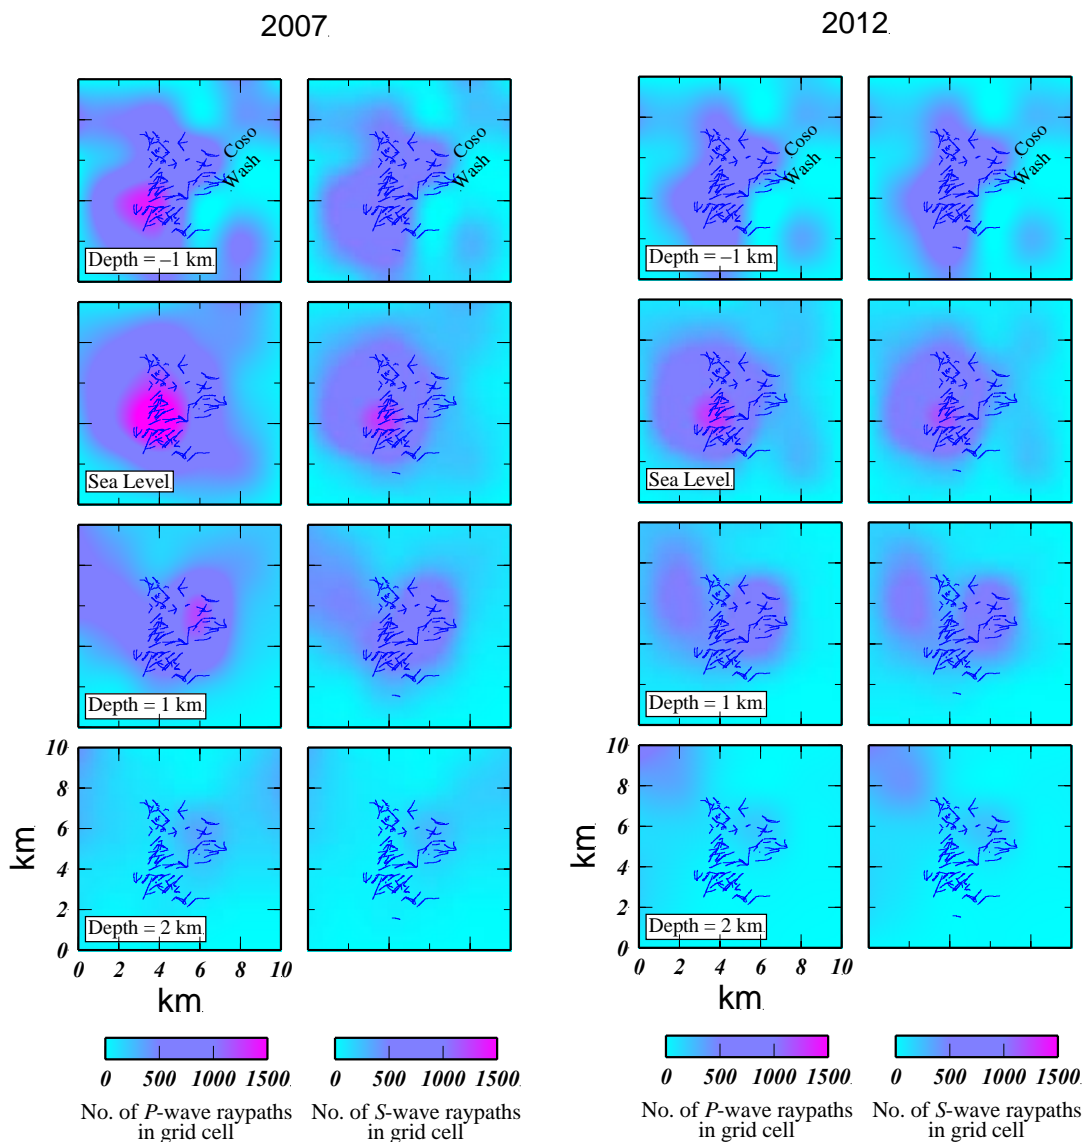 2007
2012
Coso
Wash
Coso
Wash
Coso
Wash
Coso
Wash
Depth = –1 km
Depth = –1 km
Sea Level
Sea Level
Depth = 1 km
Depth = 1 km
10
8
6
4
2
0
km
Depth = 2 km
0 2 4 6 8 10
km
10
8
6
4
2
0
km
Depth = 2 km
0 2 4 6 8 10
km
0 500 1000 1500
No. of P-wave raypaths
in grid cell
0 500 1000 1500
No. of S-wave raypaths
in grid cell
0 500 1000 1500
No. of P-wave raypaths
in grid cell
0 500 1000 1500
No. of S-wave raypaths
in grid cell